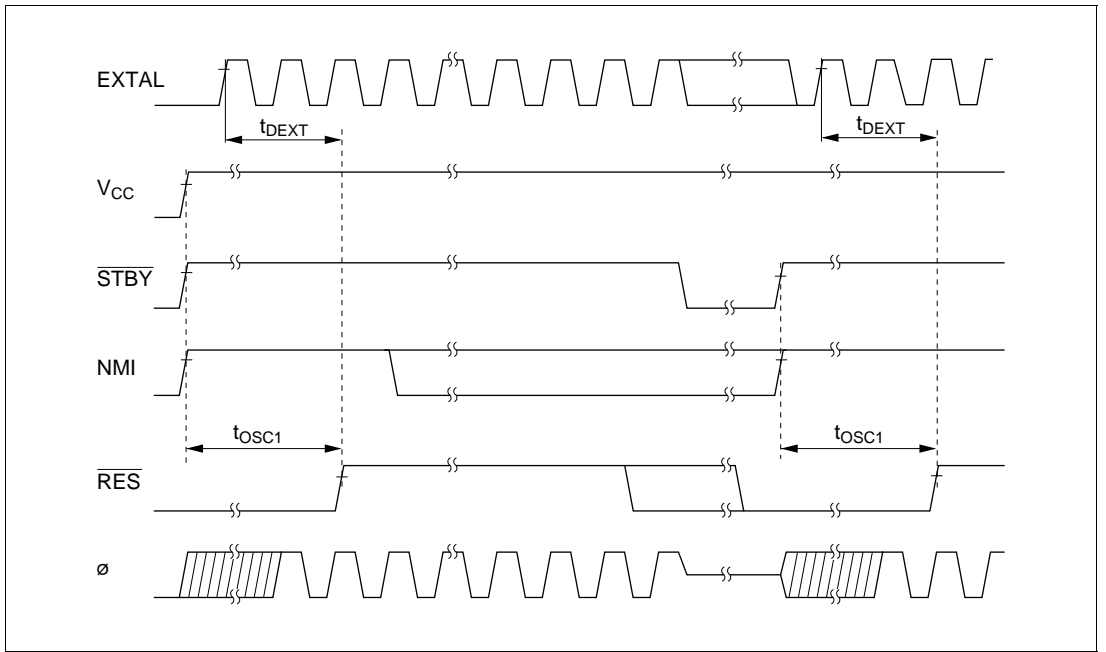 EXTAL
tDEXT tDEXT
VCC
STBY
NMI
tOSC1 tOSC1
RES
ø